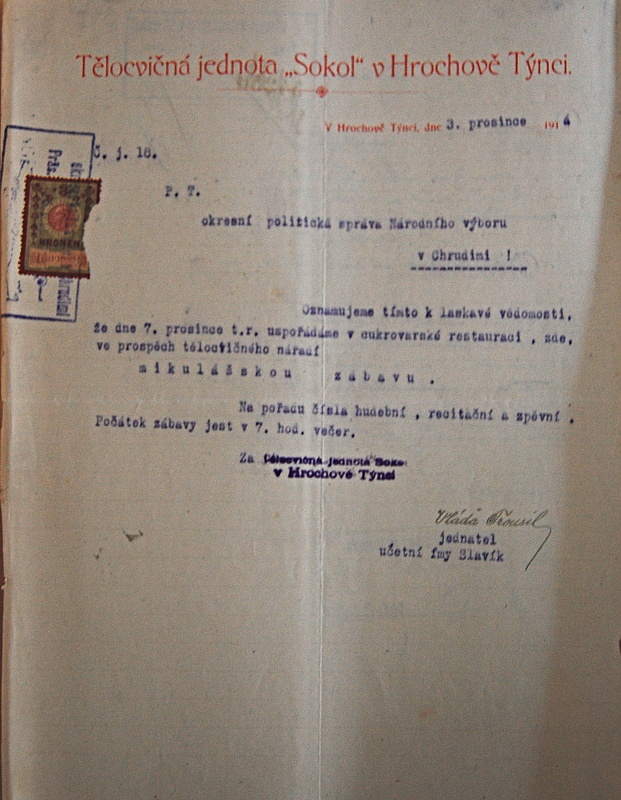 Tělocvičná jednota „Sokol“ v Hrochově Týnci.
V Hrochově Týnci, dne 3. prosince 1914
Č. j. 18.
P. T.
KORUNA
okresní politická správa Národního výboru
v Chrudimi !
Oznamujeme tímto k laskavé vědomosti,
že dne 7. prosince t.r. uspořádáme v cukrovarské restauraci , zde,
ve prospěch tělocvičného nářadí
mikulášskou zábavu .
Na pořadu čísla hudební , recitační a zpěvní .
Počátek zábavy jest v 7. hod. večer.
Za Tělocvičná jednota Sokol
v Hrochově Týnci
Vláďa
jednatel
účetní fmy Slavík